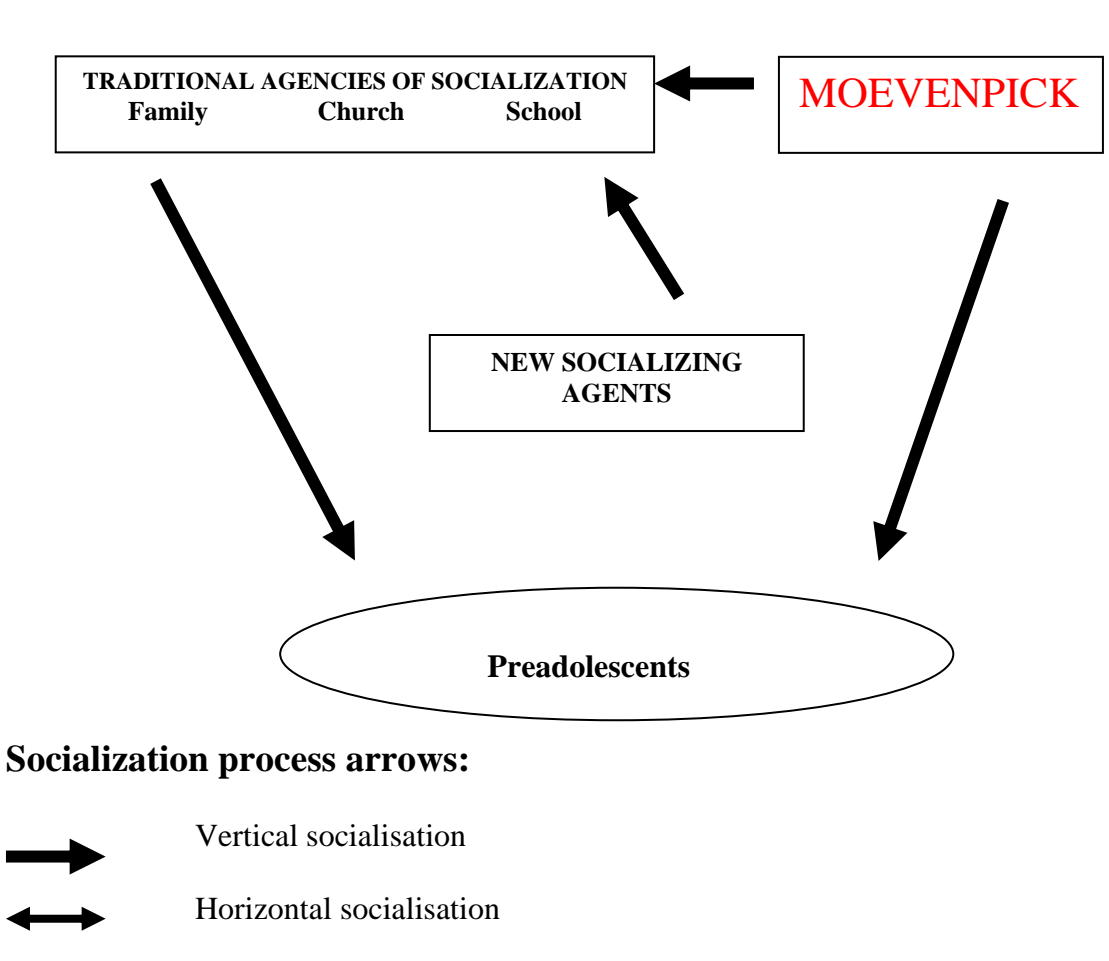 TRADITIONAL AGENCIES OF SOCIALIZATION
Family Church School
MOEVENPICK
NEW SOCIALIZING
AGENTS
Preadolescents
Socialization process arrows:
Vertical socialisation
Horizontal socialisation